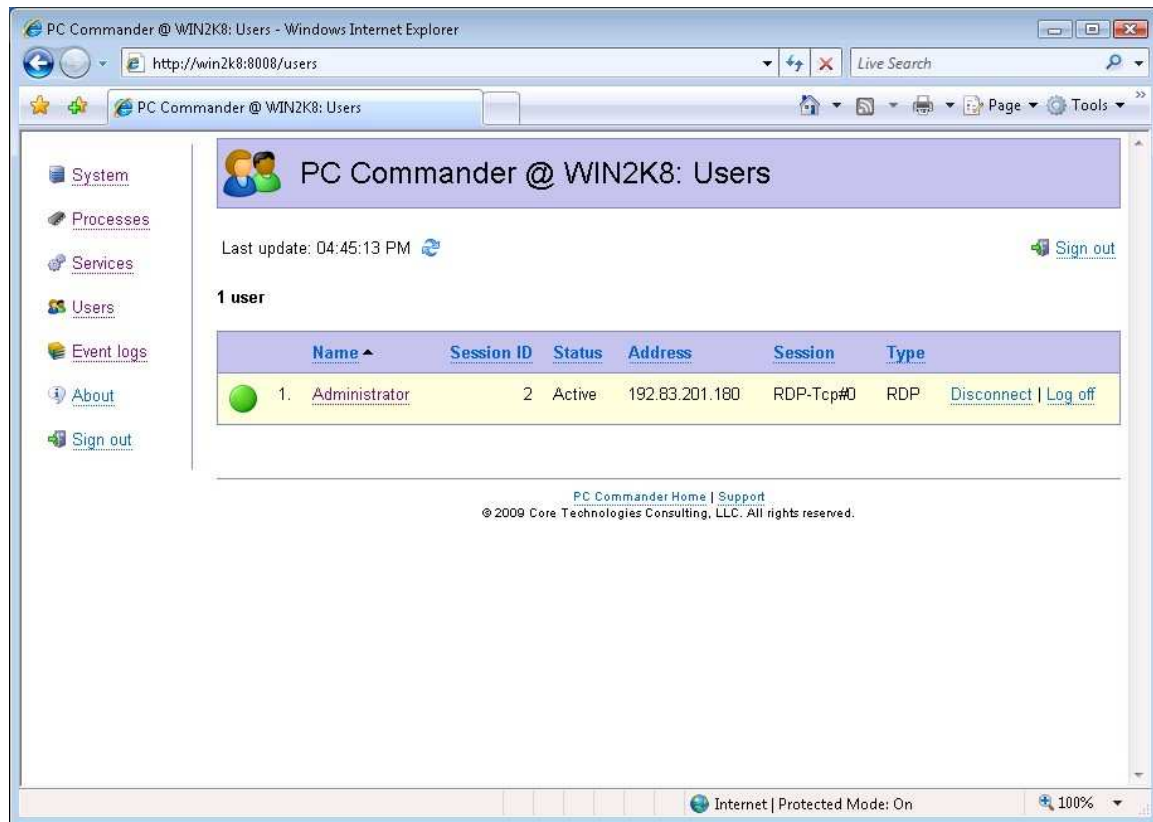 PC Commander @ WIN2K8: Users - Windows Internet Explorer
http://win2k8:8008/users
Live Search
PC Commander @ WIN2K8: Users
Page
Tools
System
Processes
Services
Users
Event logs
About
Sign out
PC Commander @ WIN2K8: Users
Last update: 04:45:13 PM
Sign out
1 user
Name Session ID Status Address Session Type
1. Administrator 2 Active 192.83.201.180 RDP-Tcp#0 RDP Disconnect | Log off
PC Commander Home | Support
© 2009 Core Technologies Consulting, LLC. All rights reserved.
Internet | Protected Mode: On
100%